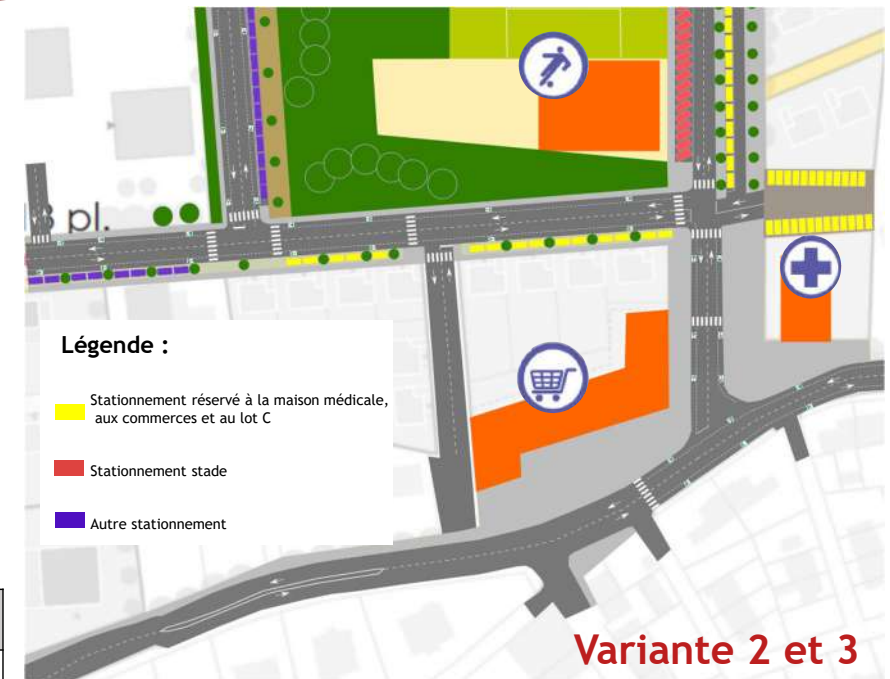 pl.
Légende :
Stationnement réservé à la maison médicale,
aux commerces et au lot C
Stationnement stade
Autre stationnement
Variante 2 et 3